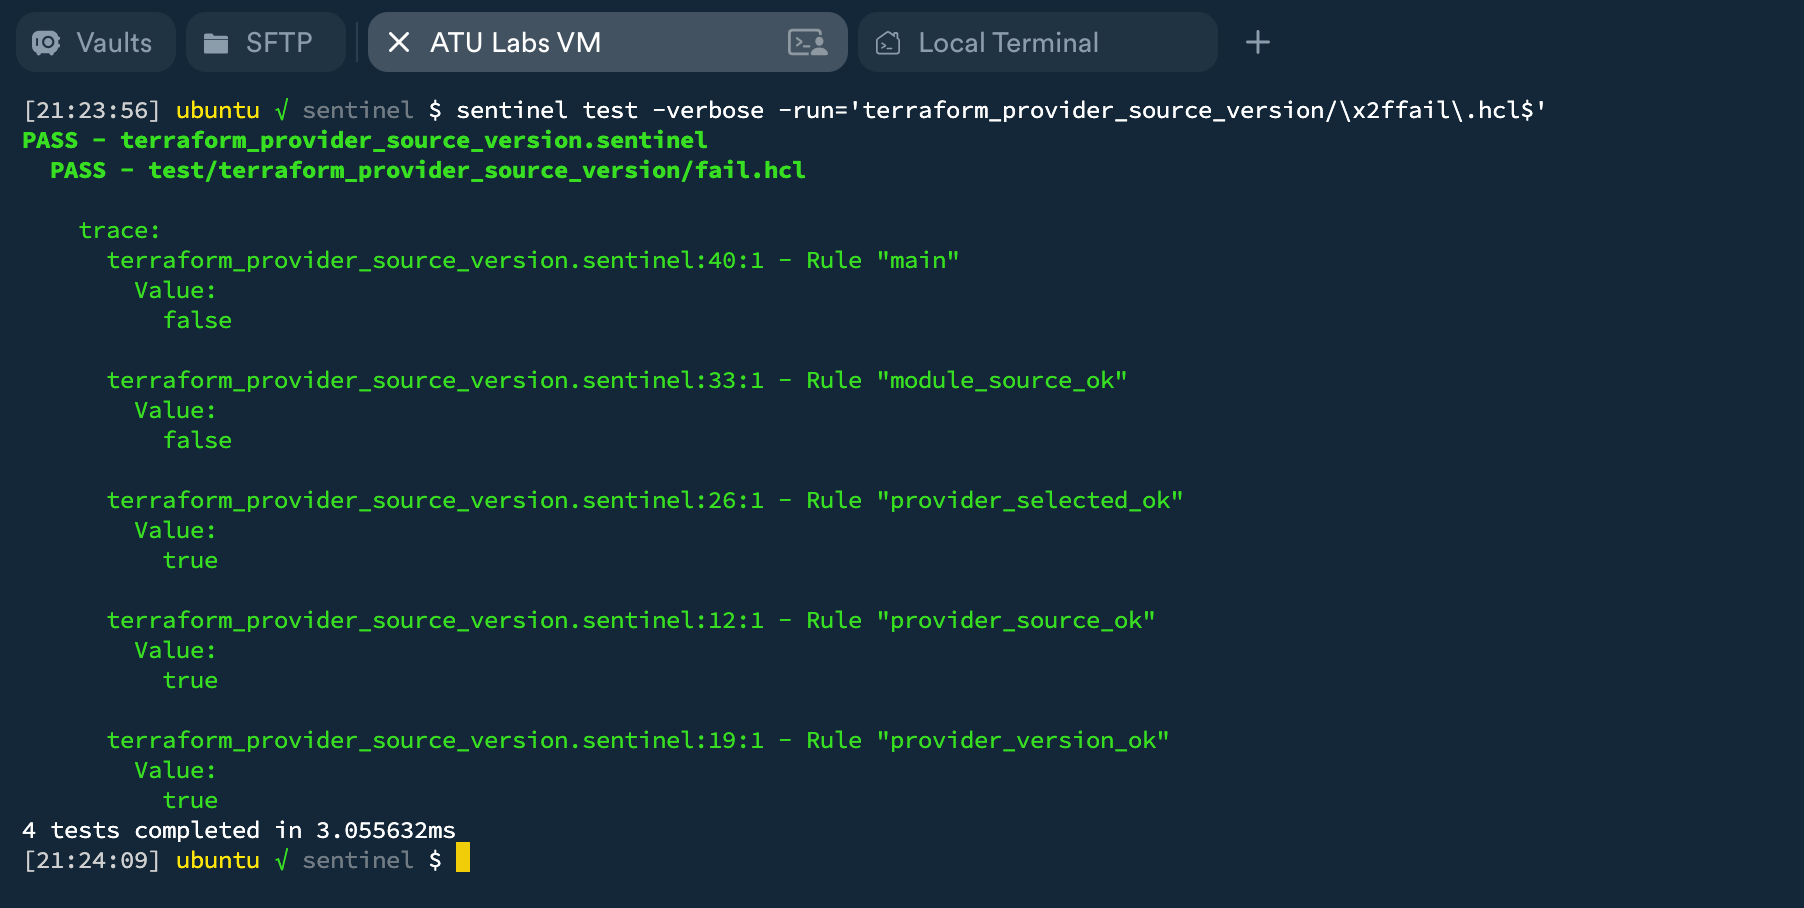 Vaults SFTP ATU Labs VM Local Terminal
[21:23:56] ubuntu √ sentinel $ sentinel test -verbose -run='terraform_provider_source_version/\x2ffail\.hcl$'
PASS - terraform_provider_source_version.sentinel
PASS - test/terraform_provider_source_version/fail.hcl
trace:
terraform_provider_source_version.sentinel:40:1 - Rule "main"
Value:
false
terraform_provider_source_version.sentinel:33:1 - Rule "module_source_ok"
Value:
false
terraform_provider_source_version.sentinel:26:1 - Rule "provider_selected_ok"
Value:
true
terraform_provider_source_version.sentinel:12:1 - Rule "provider_source_ok"
Value:
true
terraform_provider_source_version.sentinel:19:1 - Rule "provider_version_ok"
Value:
true
4 tests completed in 3.055632ms
[21:24:09] ubuntu √ sentinel $